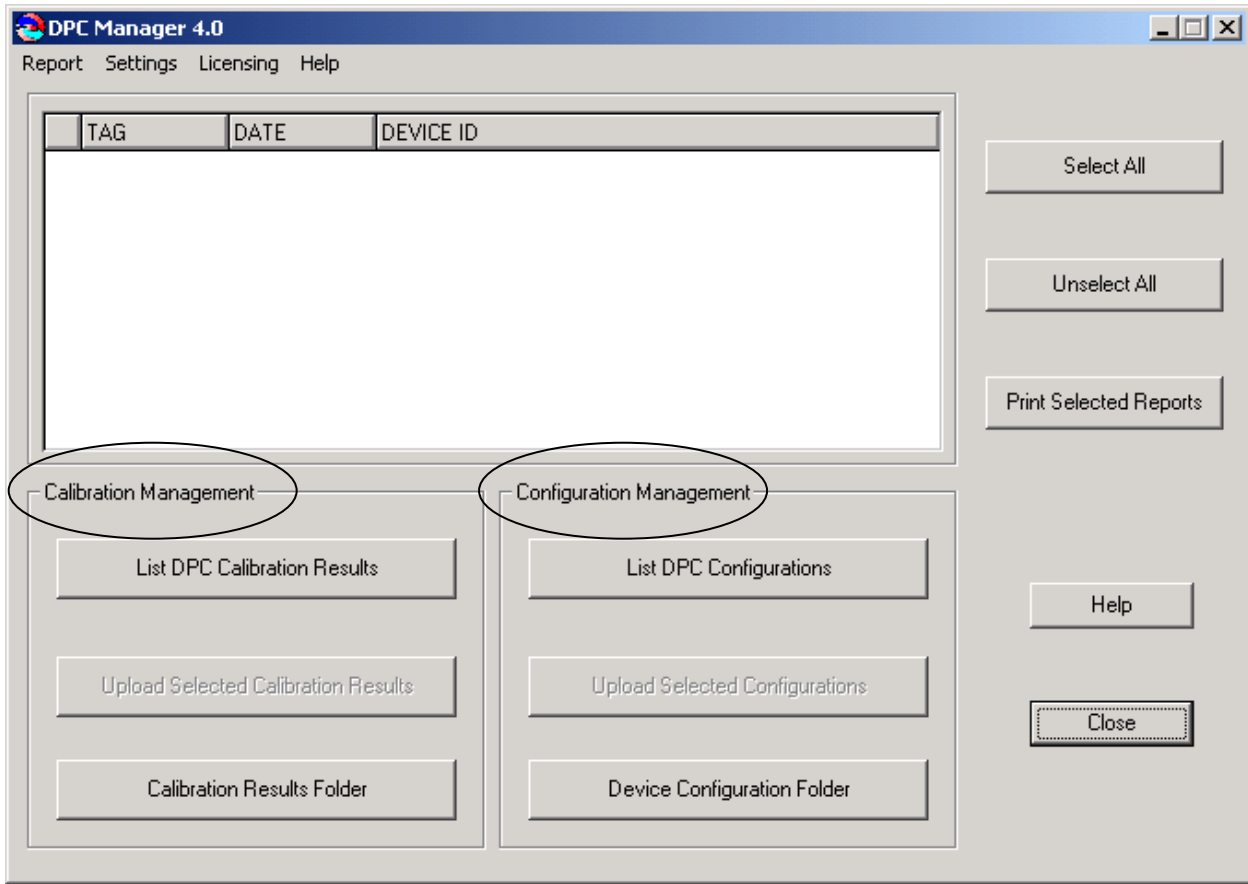 DPC Manager 4.0
Report Settings Licensing Help
TAG DATE DEVICE ID
Select All
Unselect All
Print Selected Reports
Calibration Management
Configuration Management
List DPC Calibration Results
List DPC Configurations
Help
Upload Selected Calibration Results
Upload Selected Configurations
Close
Calibration Results Folder
Device Configuration Folder